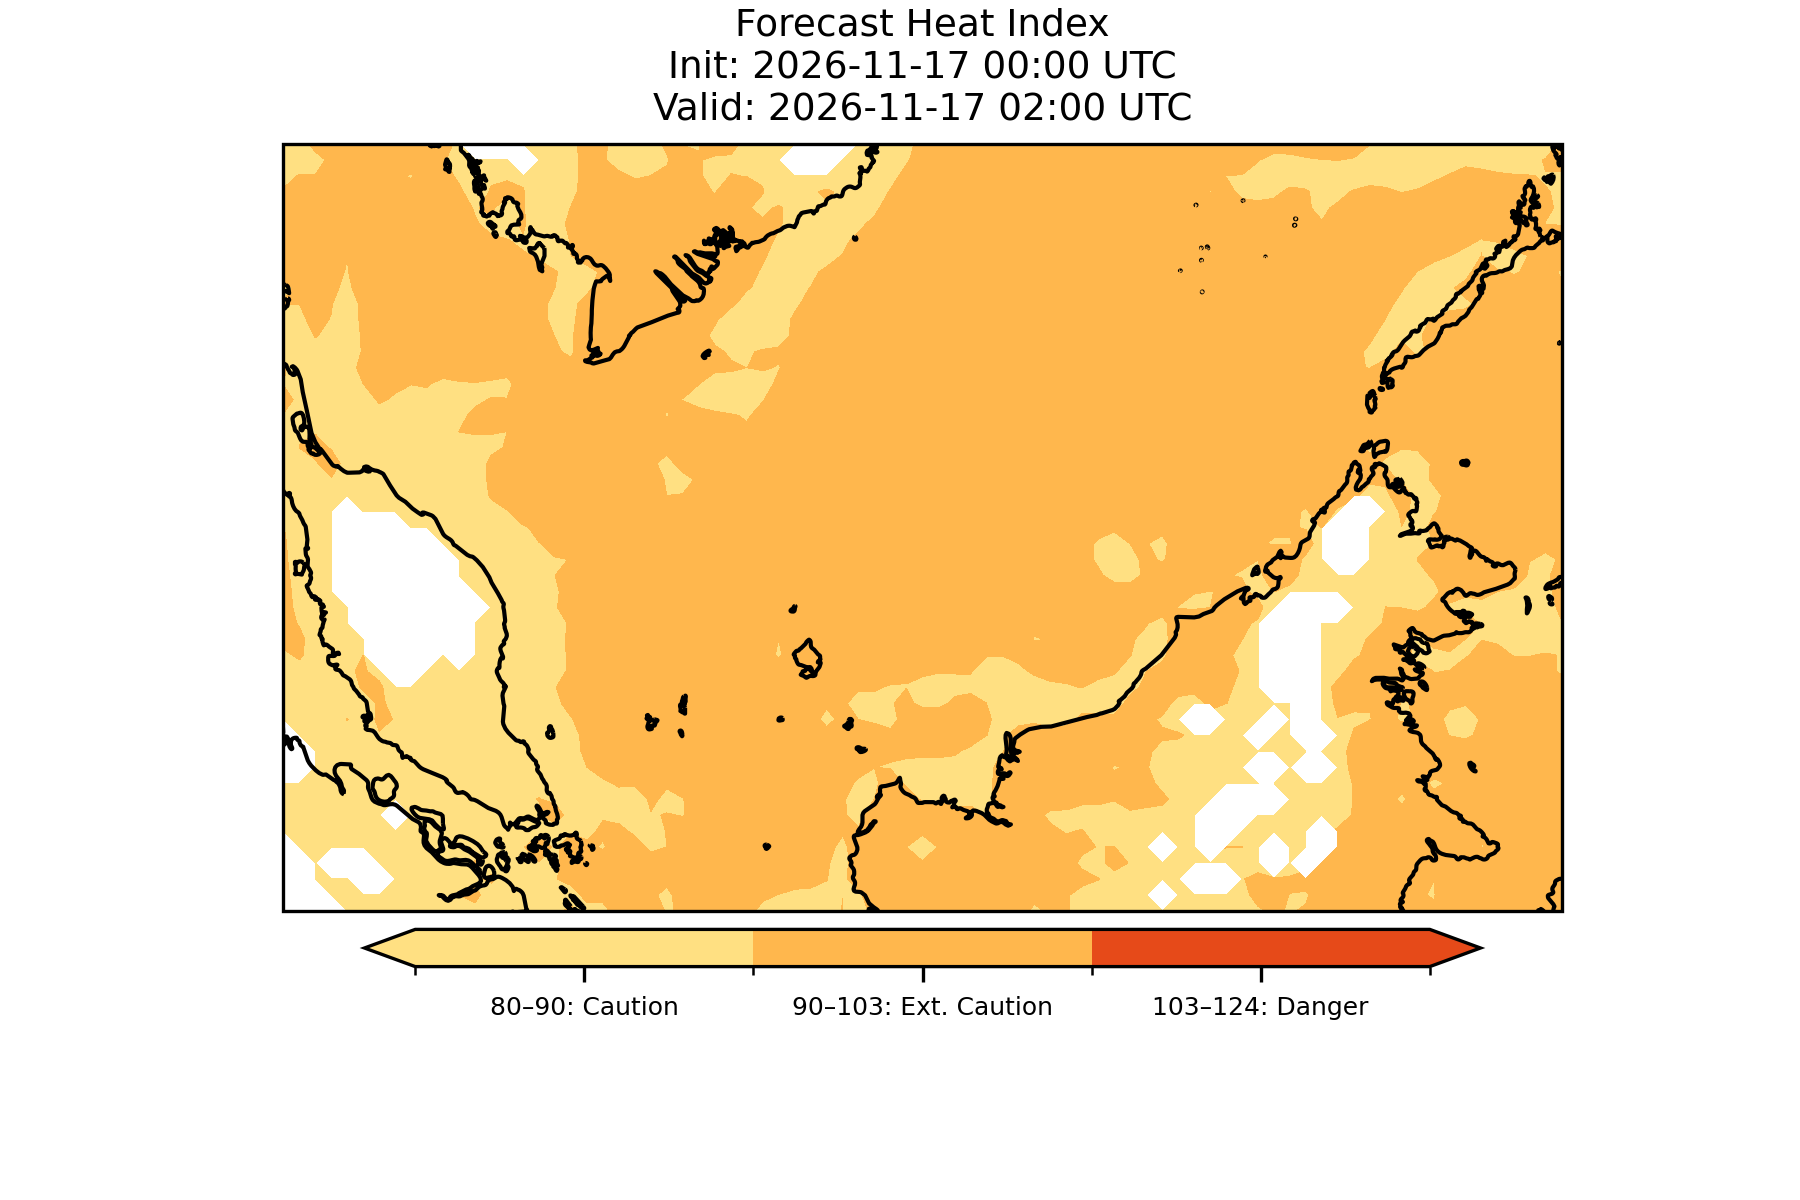 Forecast Heat Index
Init: 2026-11-17 00:00 UTC
Valid: 2026-11-17 02:00 UTC
80–90: Caution
90–103: Ext. Caution
103–124: Danger